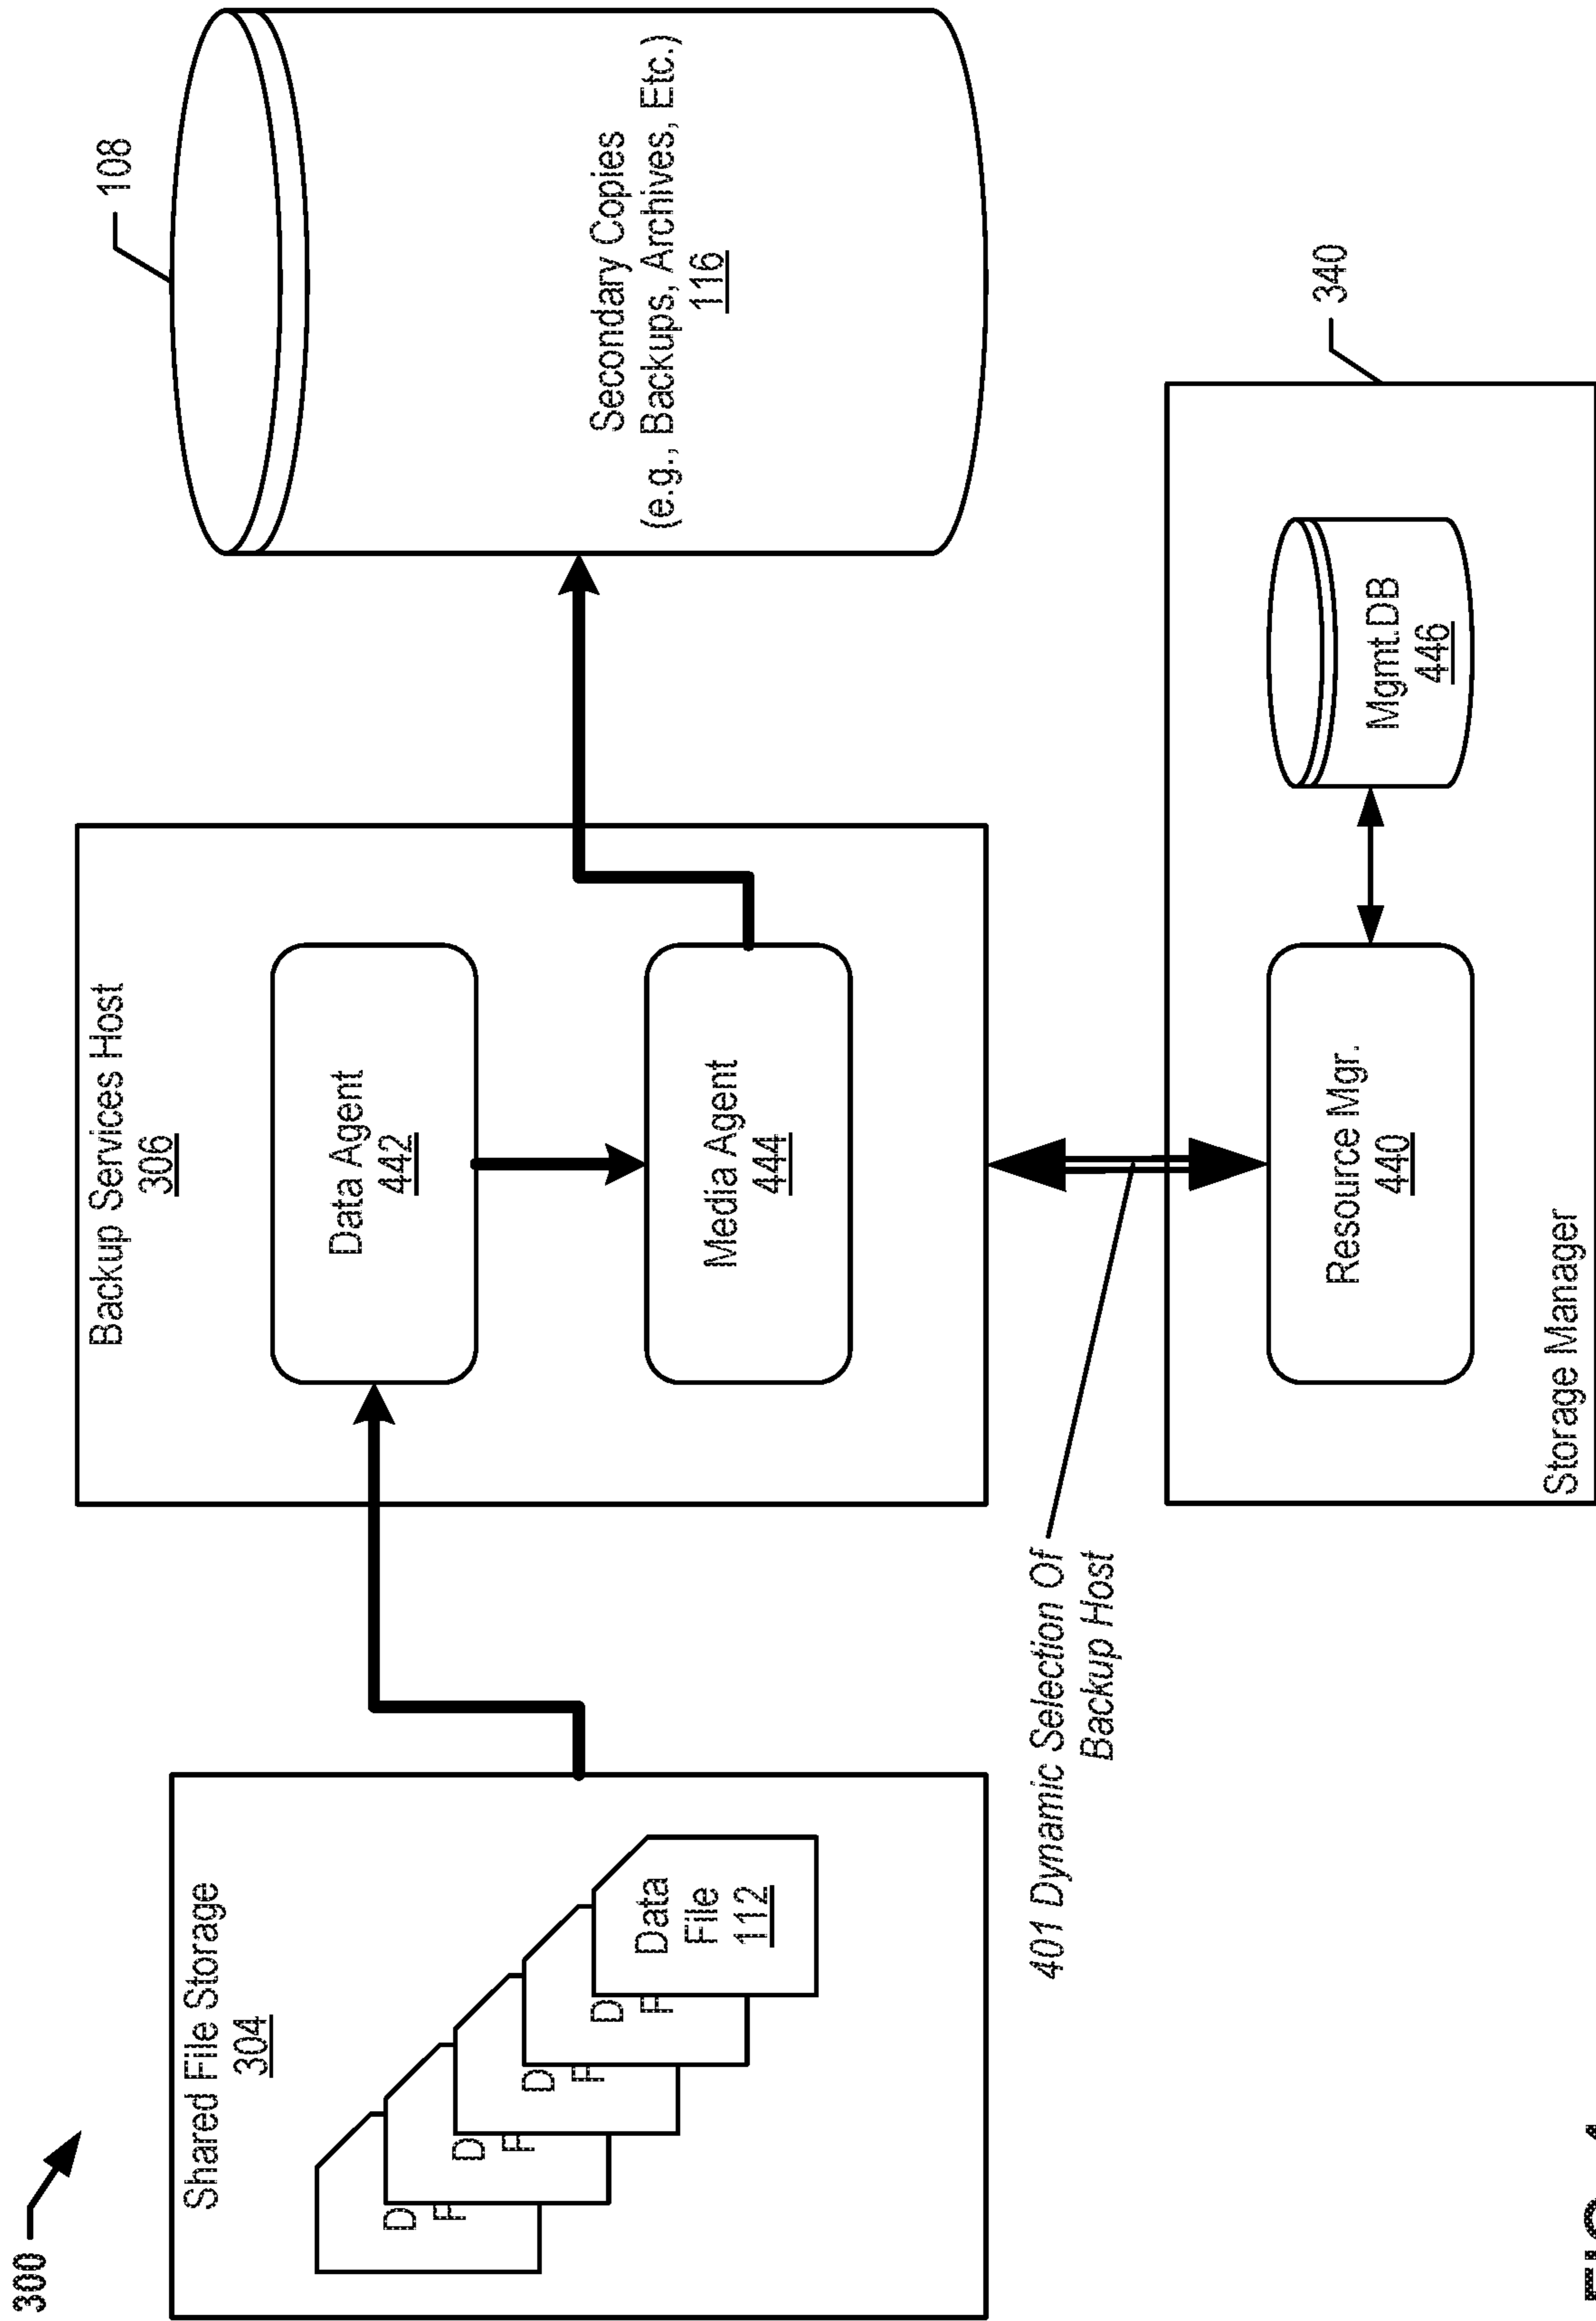 300
Shared File Storage
304
D
F
D
F
D
F
D
F
Data
File
112
Backup Services Host
306
Data Agent
442
Media Agent
444
108
Secondary Copies
(e.g., Backups, Archives, Etc.)
116
401 Dynamic Selection Of
Backup Host
340
Resource Mgr.
440
Mgmt.DB
446
Storage Manager